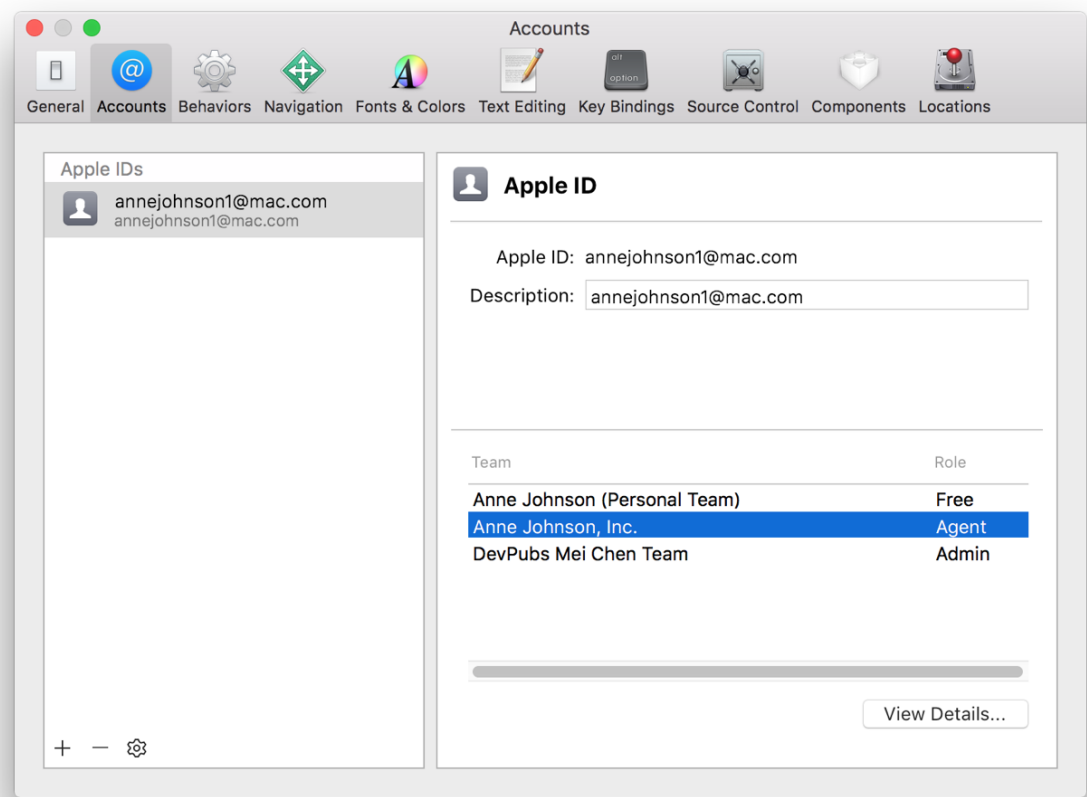 Accounts
General Accounts Behaviors Navigation Fonts & Colors Text Editing alt option Key Bindings Source Control Components Locations
Apple IDs
annejohnson1@mac.com
annejohnson1@mac.com
Apple ID
Apple ID: annejohnson1@mac.com
Description: annejohnson1@mac.com
Team Role
Anne Johnson (Personal Team) Free
Anne Johnson, Inc. Agent
DevPubs Mei Chen Team Admin
View Details...